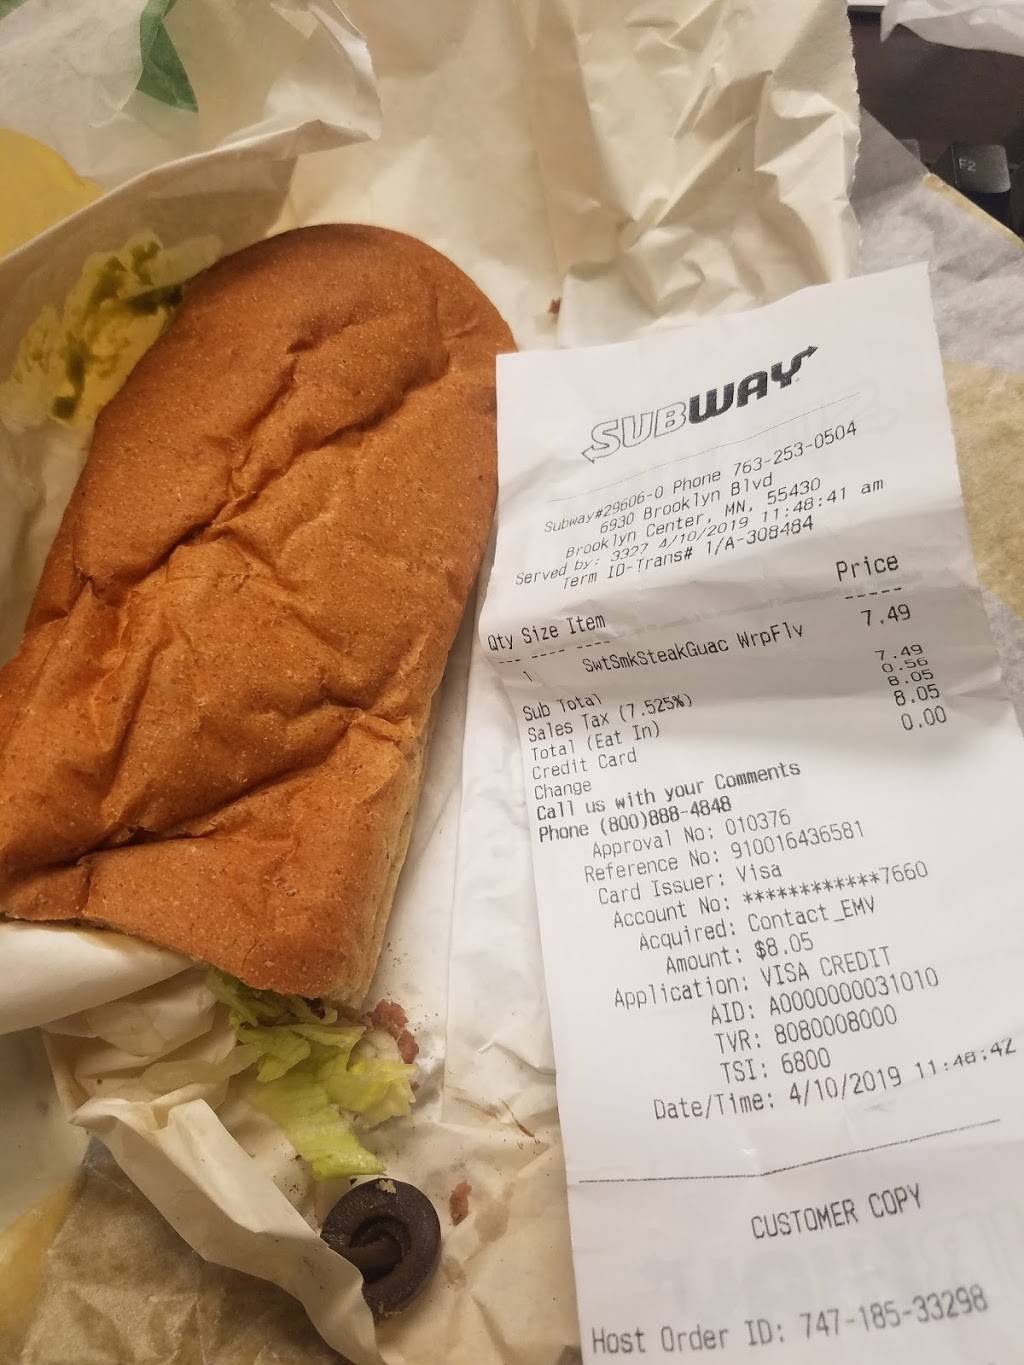 F2
SUBWAY
Subway#29606-0 Phone 763-253-0504
6930 Brooklyn Blvd
Brooklyn Center, MN, 55430
Served by: 3327 4/10/2019 11:48:41 am
Term ID-Trans# 1/A-308484
Qty Size Item Price
--- ---- ---- -----
1 SwtSmkSteakGuac WrpFlv 7.49
Sub Total 7.49
Sales Tax (7.525%) 0.56
Total (Eat In) 8.05
Credit Card 8.05
Change 0.00
Call us with your Comments
Phone (800)888-4848
Approval No: 010376
Reference No: 910016436581
Card Issuer: Visa
Account No: ************7660
Acquired: Contact_EMV
Amount: $8.05
Application: VISA CREDIT
AID: A0000000031010
TVR: 8080008000
TSI: 6800
Date/Time: 4/10/2019 11:48:42
CUSTOMER COPY
Host Order ID: 747-185-33298